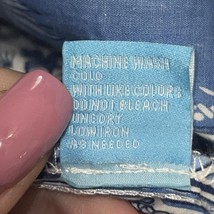 MACHINE WASH
COLD
WITH LIKE COLORS
DO NOT BLEACH
LINE DRY
LOW IRON
AS NEEDED